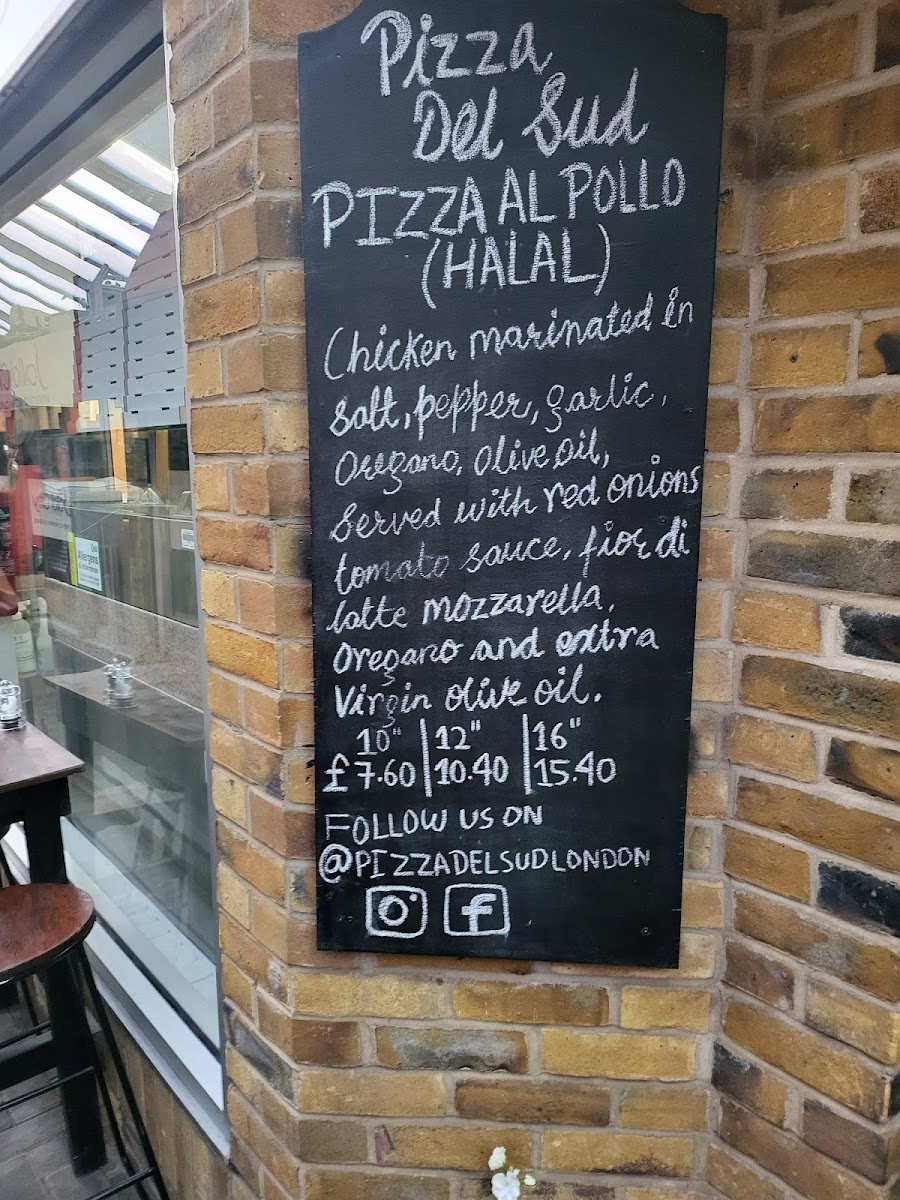 Pizza
Del Sud
PIZZA AL POLLO
(HALAL)
Chicken marinated in
salt, pepper, garlic,
Oregano, olive oil,
Served with red onions
tomato sauce, fior di
latte mozzarella,
Oregano and extra
Virgin olive oil.
10" | 12" | 16"
£7.60 | 10.40 | 15.40
FOLLOW US ON
@PIZZADELSUDLONDON
f
Allergens